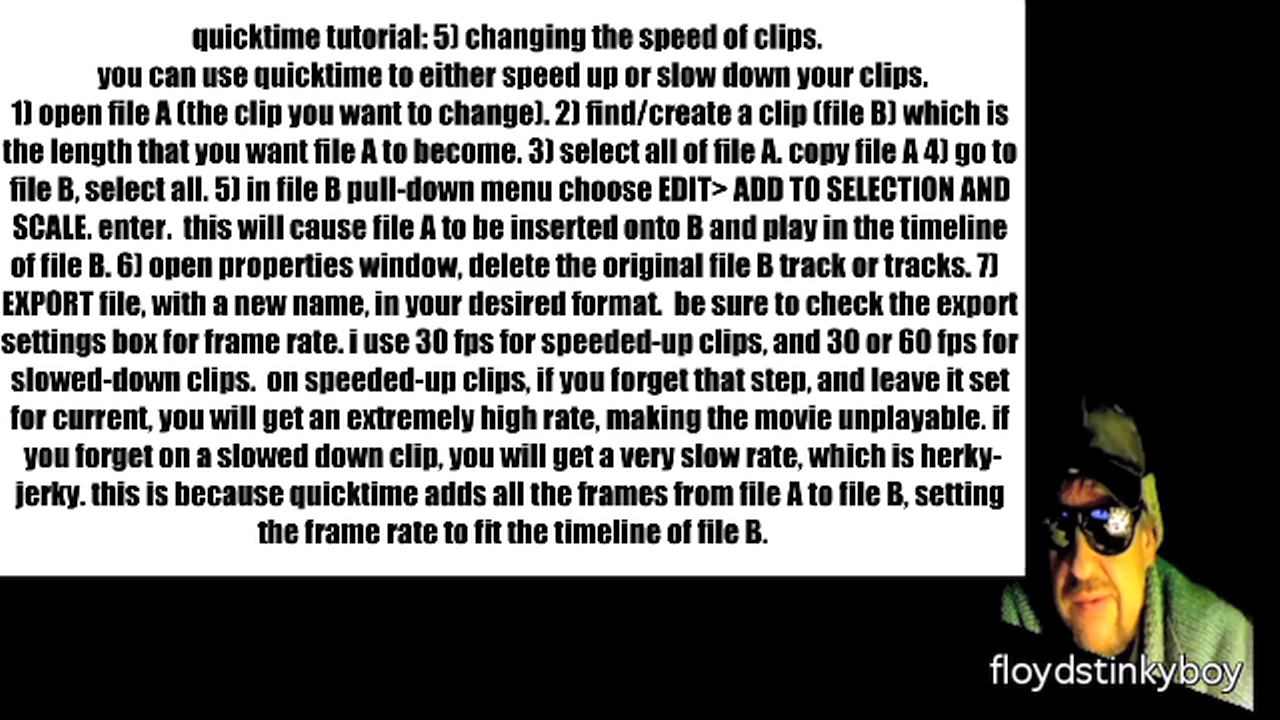 quicktime tutorial: 5) changing the speed of clips.
you can use quicktime to either speed up or slow down your clips.
1) open file A (the clip you want to change). 2) find/create a clip (file B) which is
the length that you want file A to become. 3) select all of file A. copy file A 4) go to
file B, select all. 5) in file B pull-down menu choose EDIT> ADD TO SELECTION AND
SCALE. enter.  this will cause file A to be inserted onto B and play in the timeline
of file B. 6) open properties window, delete the original file B track or tracks. 7)
EXPORT file, with a new name, in your desired format.  be sure to check the export
settings box for frame rate. i use 30 fps for speeded-up clips, and 30 or 60 fps for
slowed-down clips.  on speeded-up clips, if you forget that step, and leave it set
for current, you will get an extremely high rate, making the movie unplayable. if
you forget on a slowed down clip, you will get a very slow rate, which is herky-
jerky. this is because quicktime adds all the frames from file A to file B, setting
the frame rate to fit the timeline of file B.
floydstinkyboy